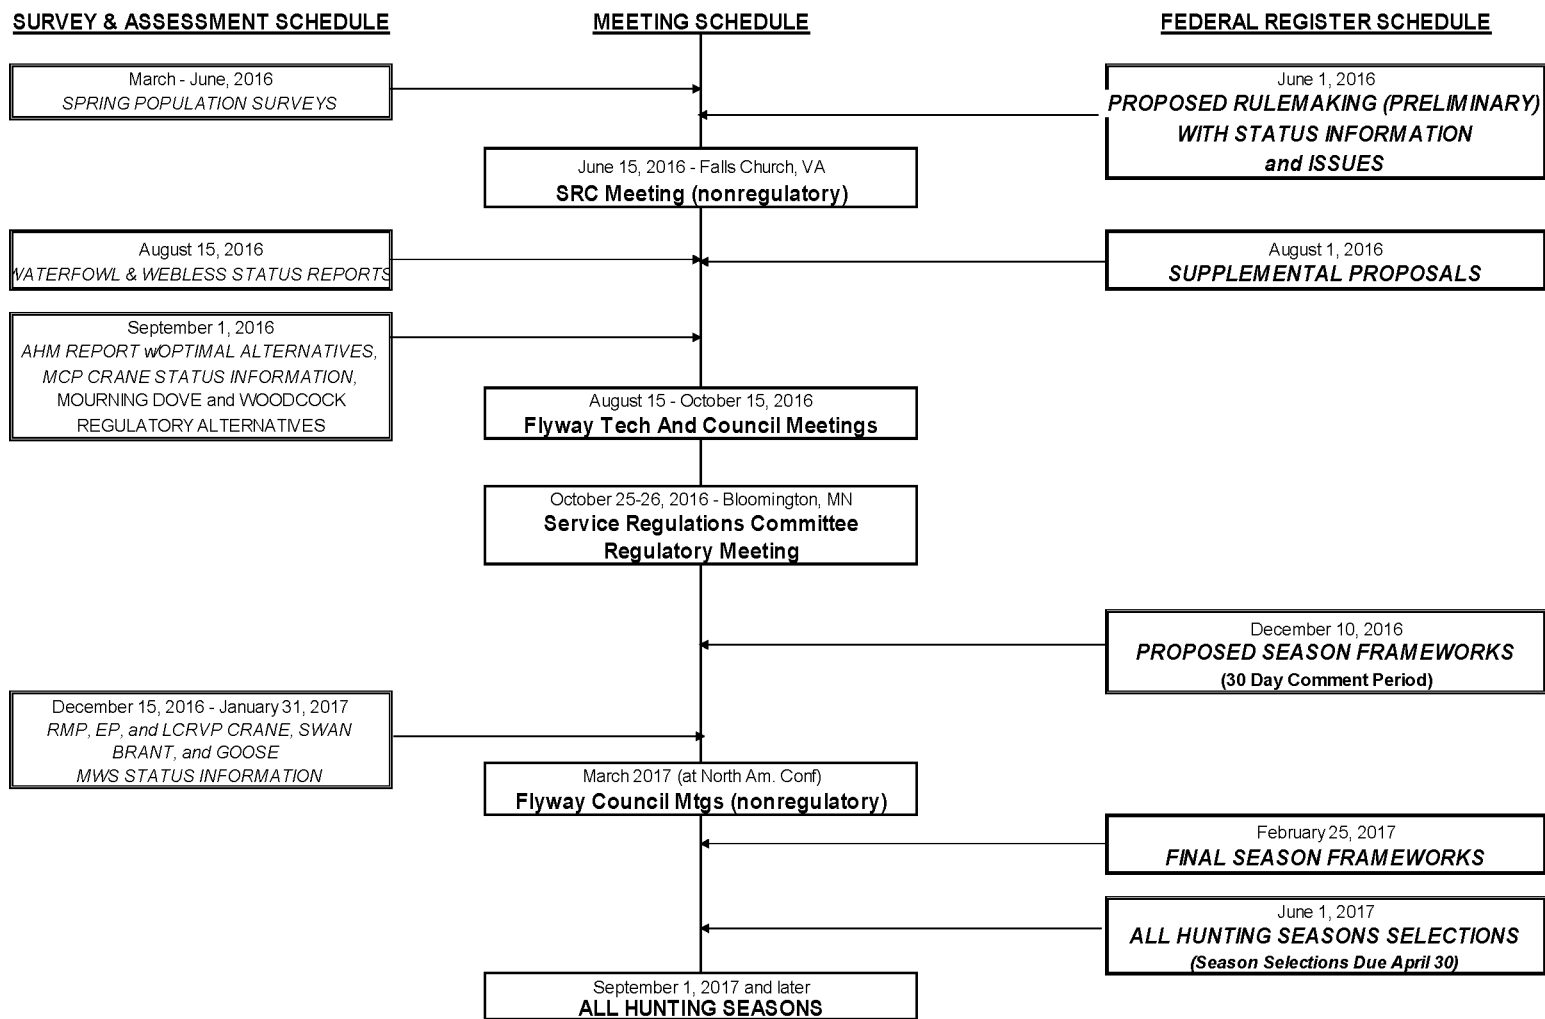 SURVEY & ASSESSMENT SCHEDULE
MEETING SCHEDULE
FEDERAL REGISTER SCHEDULE
March - June, 2016
SPRING POPULATION SURVEYS
June 1, 2016
PROPOSED RULEMAKING (PRELIMINARY)
WITH STATUS INFORMATION
and ISSUES
June 15, 2016 - Falls Church, VA
SRC Meeting (nonregulatory)
August 15, 2016
WATERFOWL & WEBLESS STATUS REPORTS
August 1, 2016
SUPPLEMENTAL PROPOSALS
September 1, 2016
AHM REPORT w/OPTIMAL ALTERNATIVES,
MCP CRANE STATUS INFORMATION,
MOURNING DOVE and WOODCOCK
REGULATORY ALTERNATIVES
August 15 - October 15, 2016
Flyway Tech And Council Meetings
October 25-26, 2016 - Bloomington, MN
Service Regulations Committee
Regulatory Meeting
December 10, 2016
PROPOSED SEASON FRAMEWORKS
(30 Day Comment Period)
December 15, 2016 - January 31, 2017
RMP, EP, and LCRVP CRANE, SWAN
BRANT, and GOOSE
MWS STATUS INFORMATION
March 2017 (at North Am. Conf)
Flyway Council Mtgs (nonregulatory)
February 25, 2017
FINAL SEASON FRAMEWORKS
June 1, 2017
ALL HUNTING SEASONS SELECTIONS
(Season Selections Due April 30)
September 1, 2017 and later
ALL HUNTING SEASONS